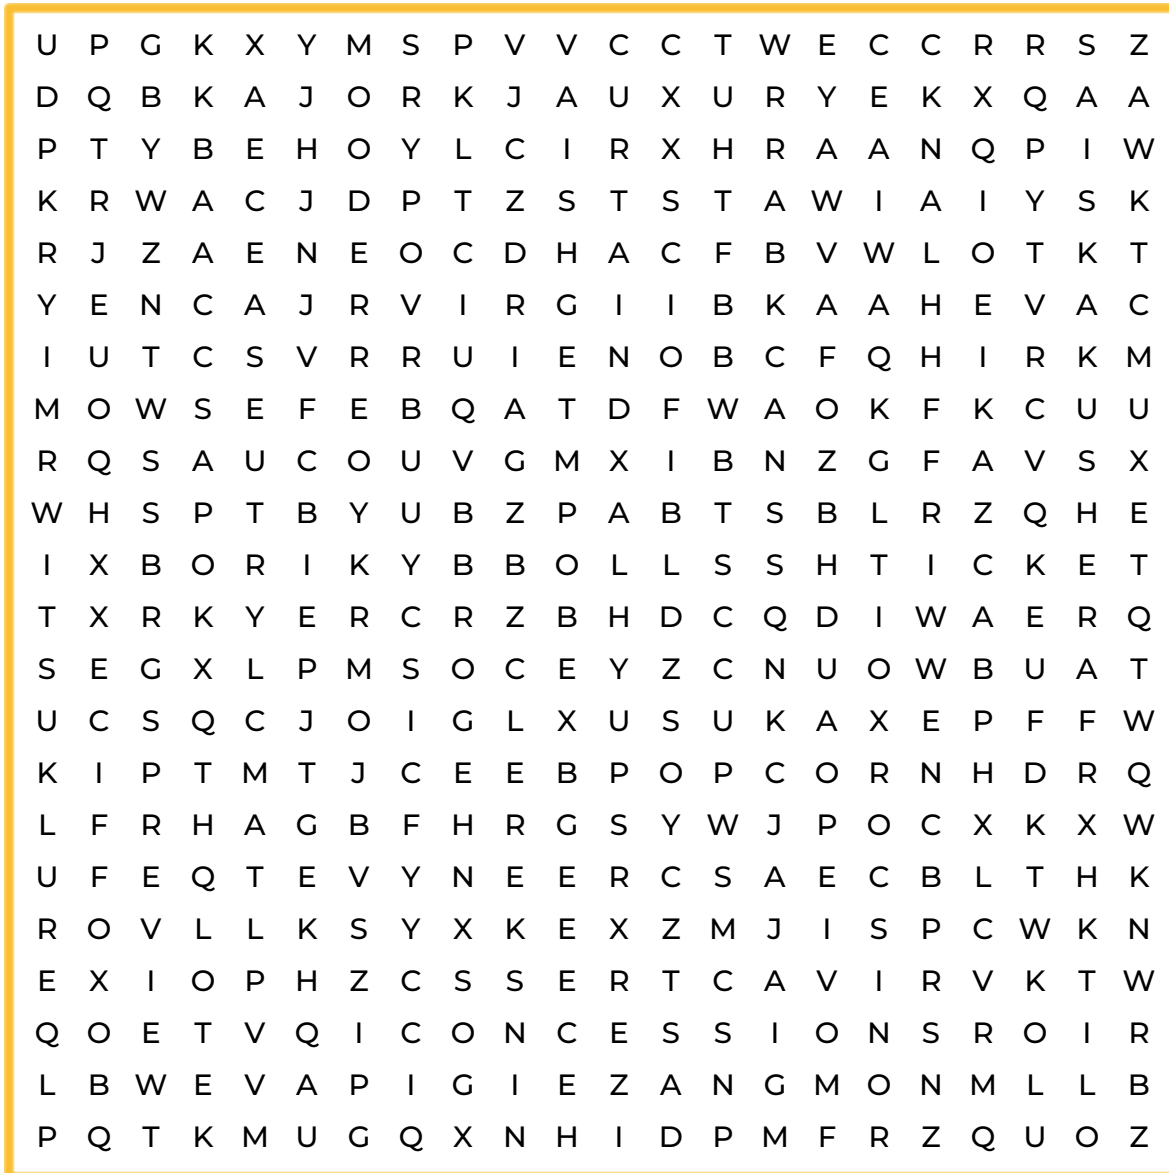 U P G K X Y M S P V V C C T W E C C R R S Z
D Q B K A J O R K J A U X U R Y E K X Q A A
P T Y B E H O Y L C I R X H R A A N Q P I W
K R W A C J D P T Z S T S T A W I A I Y S K
R J Z A E N E O C D H A C F B V W L O T K T
Y E N C A J R V I R G I I B K A A H E V A C
I U T C S V R R U I E N O B C F Q H I R K M
M O W S E F E B Q A T D F W A O K F K C U U
R Q S A U C O U V G M X I B N Z G F A V S X
W H S P T B Y U B Z P A B T S B L R Z Q H E
I X B O R I K Y B B O L L S S H T I C K E T
T X R K Y E R C R Z B H D C Q D I W A E R Q
S E G X L P M S O C E Y Z C N U O W B U A T
U C S Q C J O I G L X U S U K A X E P F F W
K I P T M T J C E E B P O P C O R N H D R Q
L F R H A G B F H R G S Y W J P O C X K X W
U F E Q T E V Y N E E R C S A E C B L T H K
R O V L L K S Y X K E X Z M J I S P C W K N
E X I O P H Z C S S E R T C A V I R V K T W
Q O E T V Q I C O N C E S S I O N S R O I R
L B W E V A P I G I E Z A N G M O N M L L B
P Q T K M U G Q X N H I D P M F R Z Q U O Z